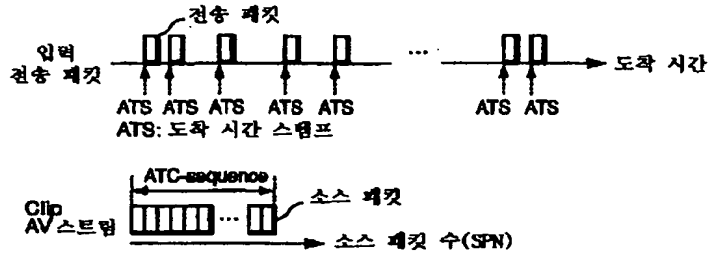 전송 패킷
입력
전송 패킷
...
도착 시간
ATS ATS ATS ATS ATS ATS ATS
ATS: 도착 시간 스탬프
ATC-sequence
Clip
AV 스트림
...
소스 패킷
소스 패킷 수(SPN)